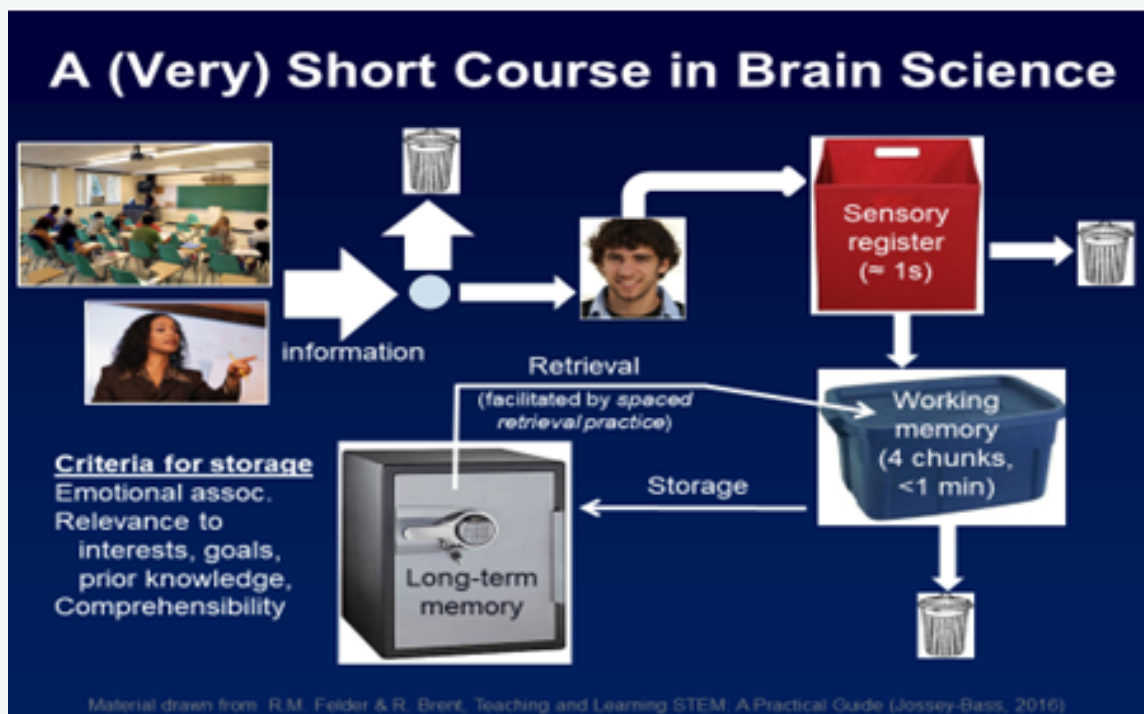 A (Very) Short Course in Brain Science
information
Sensory
register
(≈ 1s)
Retrieval
(facilitated by spaced
retrieval practice)
Working
memory
(4 chunks,
<1 min)
Storage
Long-term
memory
Criteria for storage
Emotional assoc.
Relevance to
interests, goals,
prior knowledge,
Comprehensibility
Material drawn from R.M. Felder & R. Brent, Teaching and Learning STEM: A Practical Guide (Jossey-Bass, 2016)